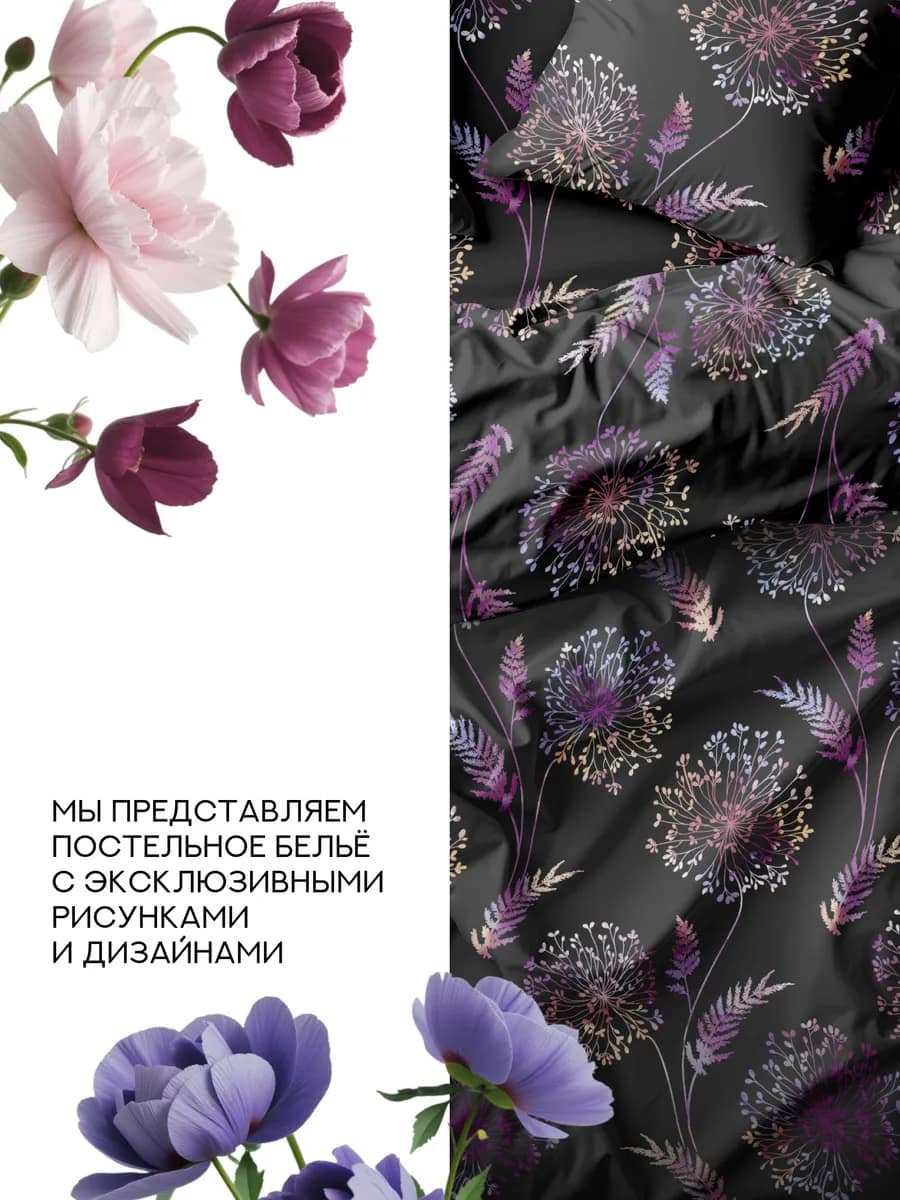 МЫ ПРЕДСТАВЛЯЕМ
ПОСТЕЛЬНОЕ БЕЛЬЁ
С ЭКСКЛЮЗИВНЫМИ
РИСУНКАМИ
И ДИЗАЙНАМИ